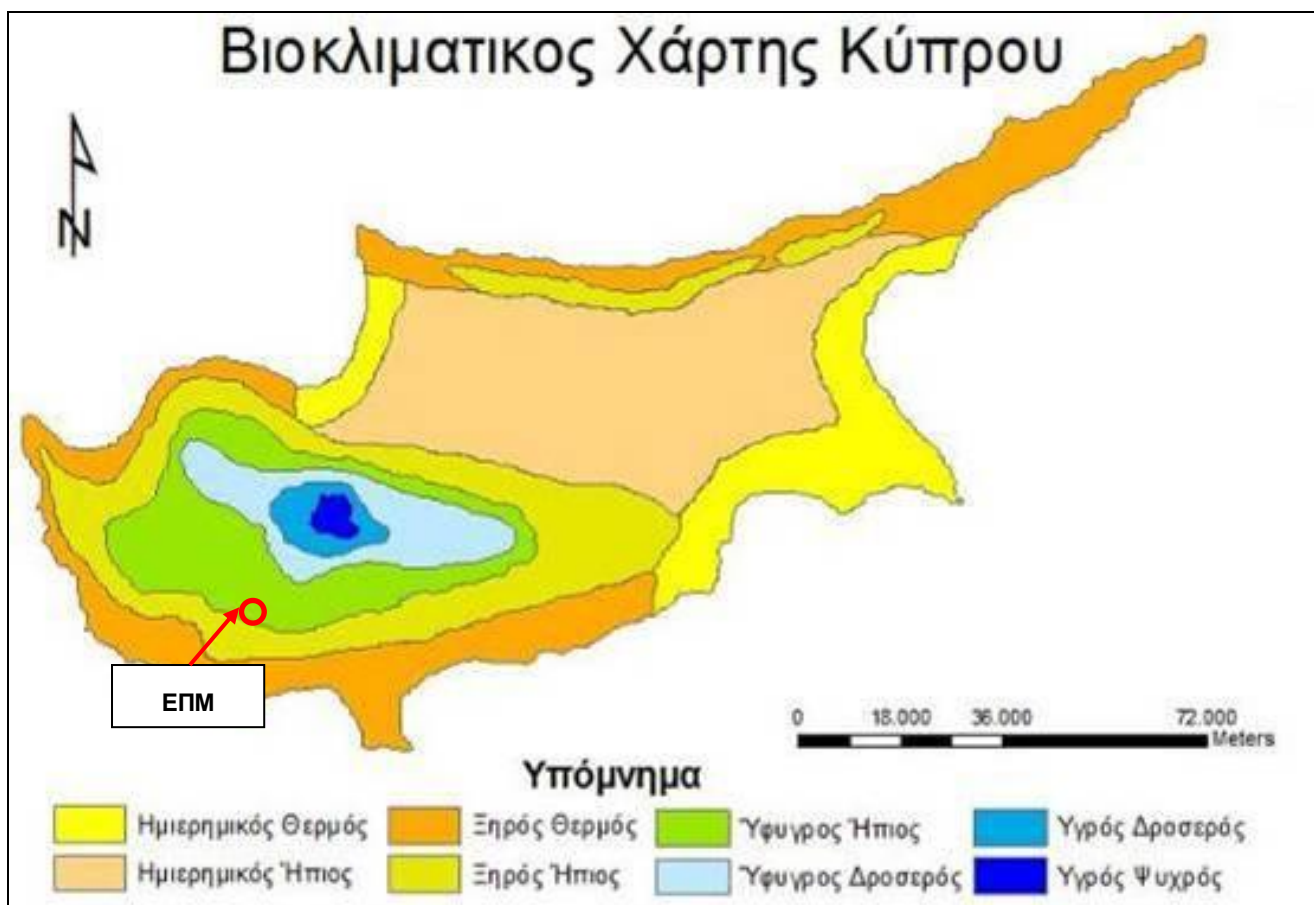 Βιοκλιματικος Χάρτης Κύπρου
N
ΕΠΜ
0 18.000 36.000 72.000
Meters
Υπόμνημα
Ημιερημικός Θερμός Ξηρός Θερμός Ύφυγρος Ήπιος Υγρός Δροσερός
Ημιερημικός Ήπιος Ξηρός Ήπιος Ύφυγρος Δροσερός Υγρός Ψυχρός